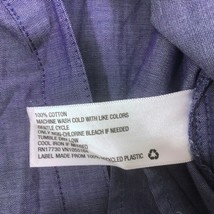 100% COTTON
MACHINE WASH COLD WITH LIKE COLORS
GENTLE CYCLE
ONLY NON-CHLORINE BLEACH IF NEEDED
TUMBLE DRY LOW
COOL IRON IF NEEDED
RN17730
LABEL MADE FROM RECYCLED PLASTIC